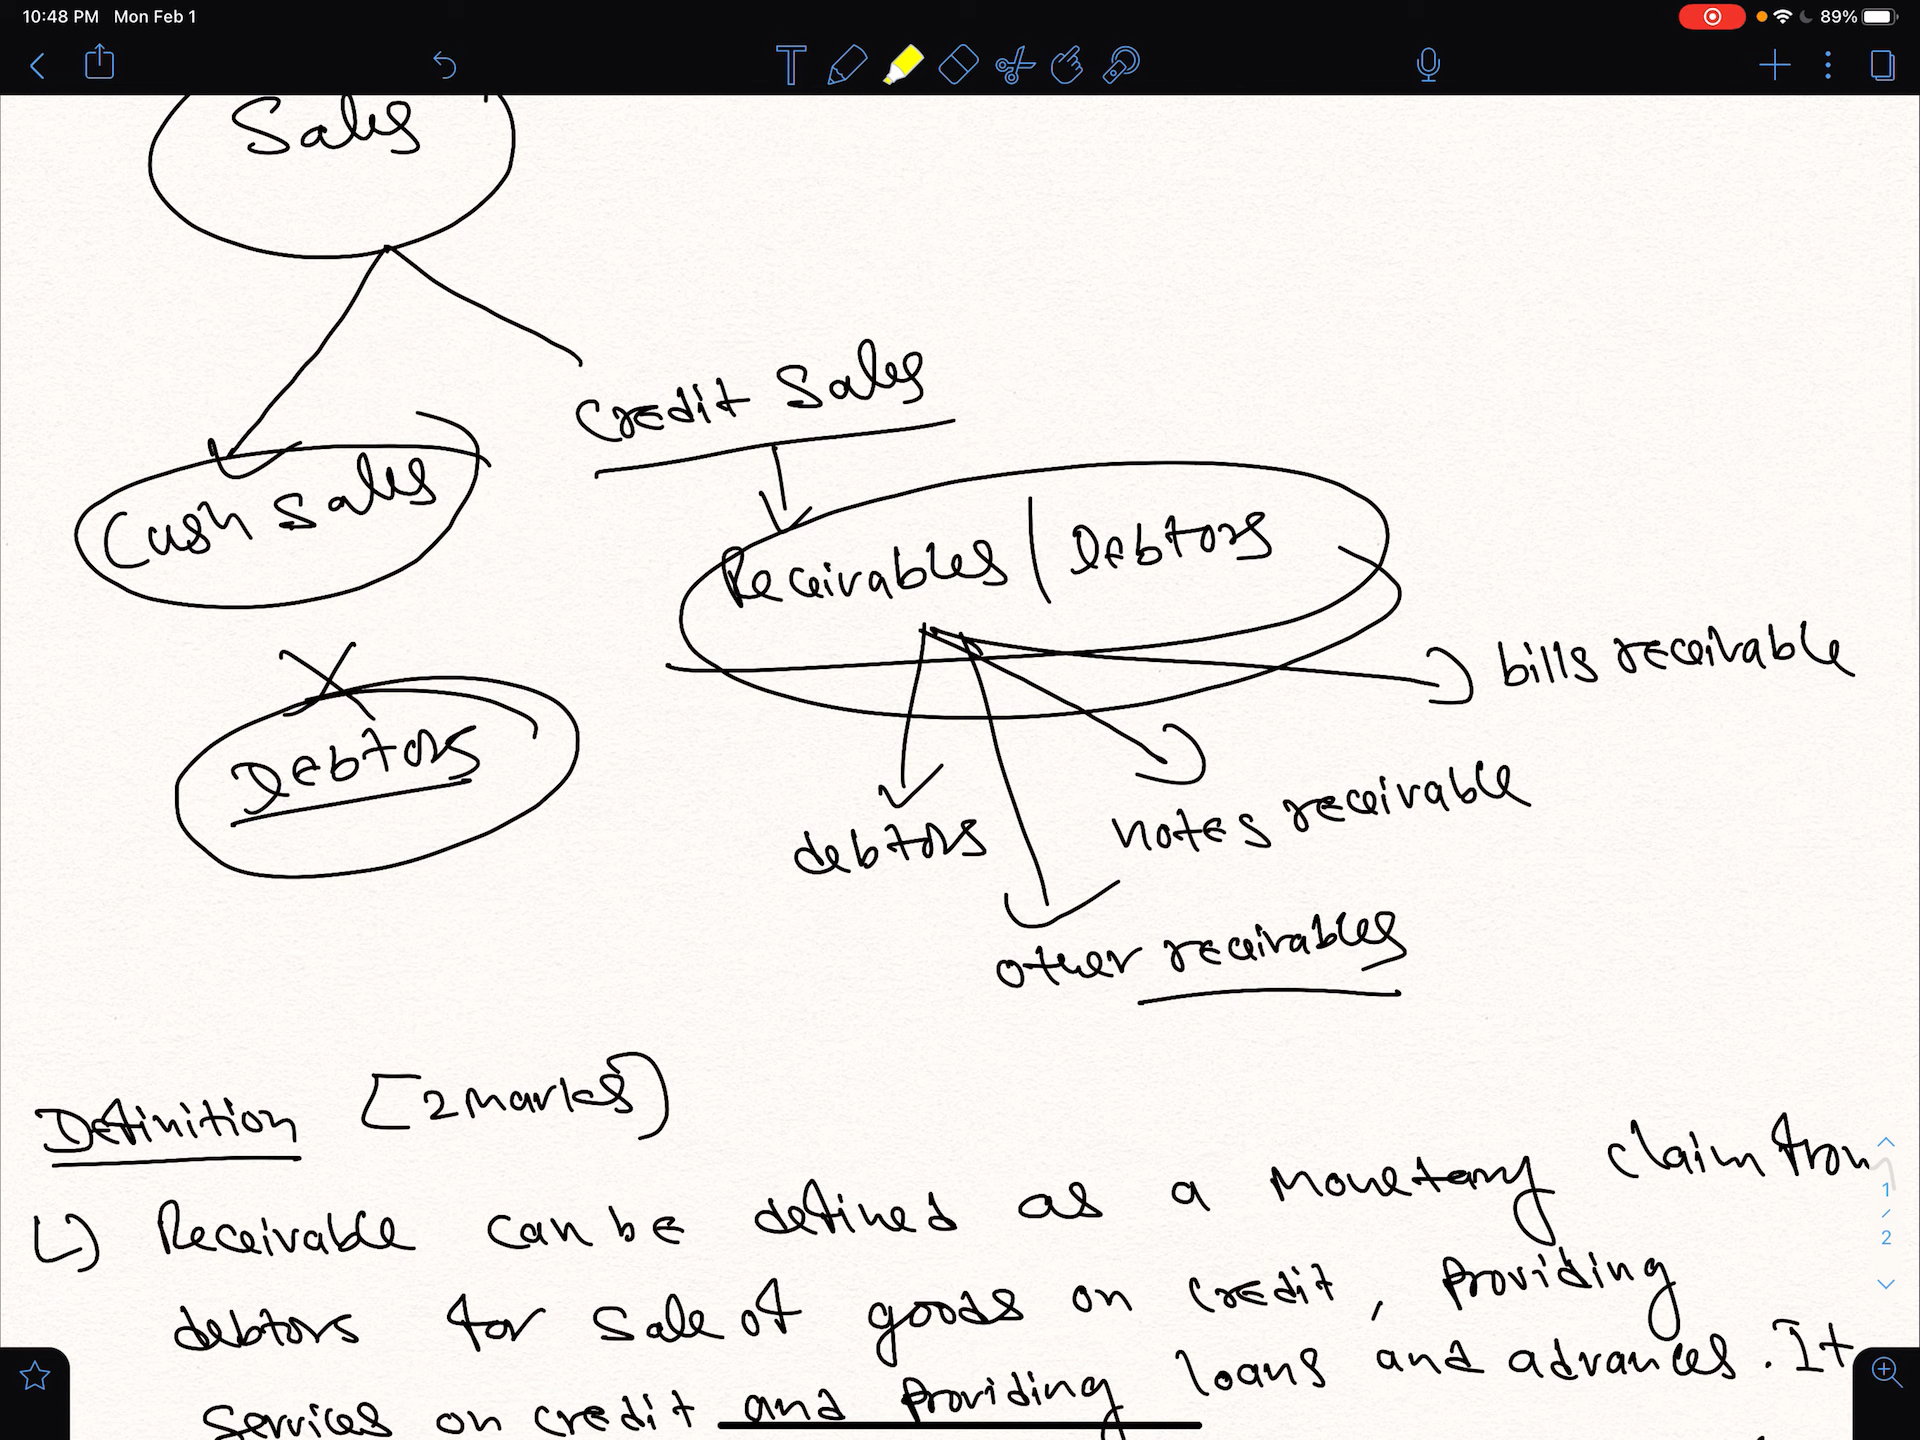 10:48 PM Mon Feb 1
89%
Sales
Credit Sales
Cash Sales
Receivables | Debtors
bills receivable
Debtors
notes receivable
debtors
other receivables
Definition [2 marks]
Receivable can be defined as a monetary claim from
debtors for sale of goods on credit, Providing
services on credit and Providing loans and advances. It
1
/
2